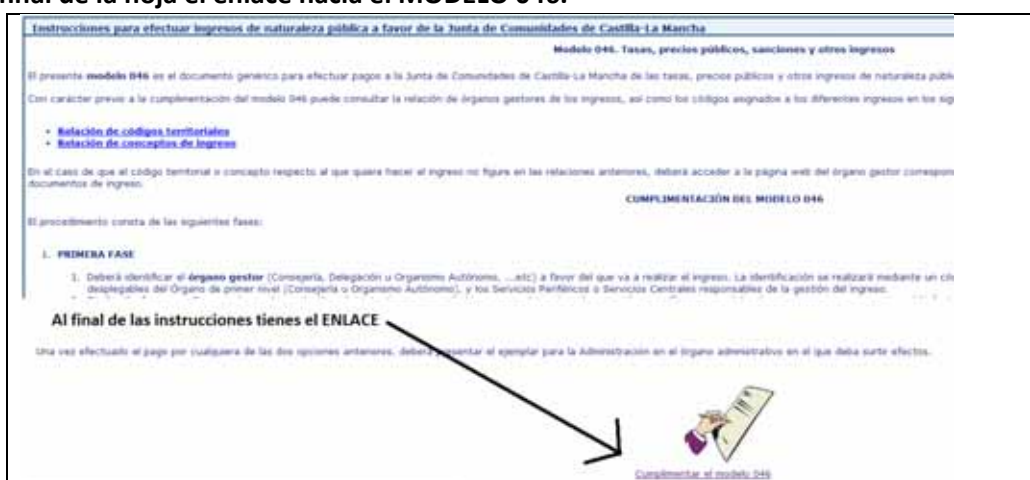 final de la hoja el enlace hacia el MODELO 046.
Instrucciones para efectuar ingresos de naturaleza pública a favor de la Junta de Comunidades de Castilla-La Mancha
Modelo 046. Tasas, precios públicos, sanciones y otros ingresos
El presente modelo 046 es el documento genérico para efectuar pagos a la Junta de Comunidades de Castilla-La Mancha de las tasas, precios públicos y otros ingresos de naturaleza públic
Con carácter previo a la cumplimentación del modelo 046 puede consultar la relación de órganos gestores de los ingresos, así como los códigos asignados a los diferentes ingresos en los sig
• Relación de códigos territoriales
• Relación de conceptos de ingreso
En el caso de que el código territorial o concepto respecto al que quiera hacer el ingreso no figure en las relaciones anteriores, deberá acceder a la página web del órgano gestor correspon
documentos de ingreso.
CUMPLIMENTACIÓN DEL MODELO 046
El procedimiento consta de las siguientes fases:
1. PRIMERA FASE
1. Deberá identificar el órgano gestor (Consejería, Delegación u Organismo Autónomo, ...etc) a favor del que va a realizar el ingreso. La identificación se realizará mediante un có
desplegables del Órgano de primer nivel (Consejería u Organismo Autónomo), y los Servicios Periféricos o Servicios Centrales responsables de la gestión del ingreso.
Al final de las instrucciones tienes el ENLACE
Una vez efectuado el pago por cualquiera de las dos opciones anteriores, deberá presentar el ejemplar para la Administración en el órgano administrativo en el que deba surte efectos.
Cumplimentar el modelo 046